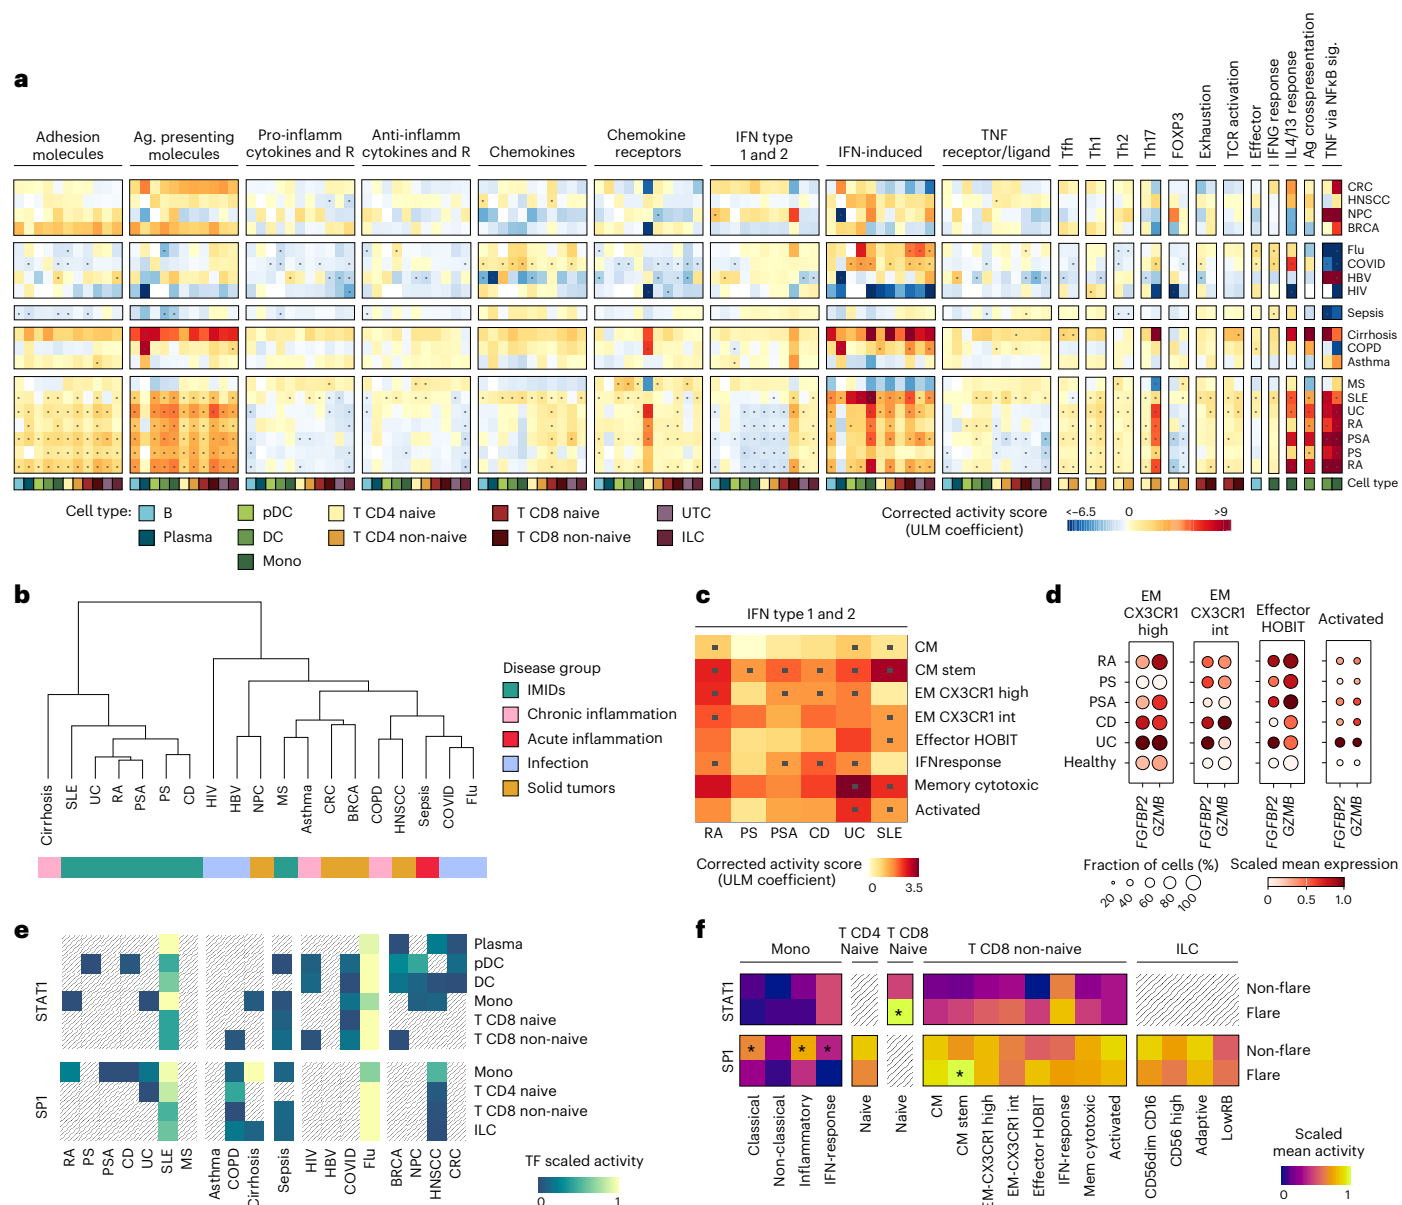 a
Adhesion
molecules
Ag. presenting
molecules
Pro-inflamm
cytokines and R
Anti-inflamm
cytokines and R
Chemokines
Chemokine
receptors
IFN type
1 and 2
IFN-induced
TNF
receptor/ligand
Tfh
Th1
Th2
Th17
FOXP3
Exhaustion
TCR activation
Effector
IFNG response
IL4/13 response
Ag crosspresentation
TNF via NFκB sig.
CRC
HNSCC
NPC
BRCA
Flu
COVID
HBV
HIV
Sepsis
Cirrhosis
COPD
Asthma
MS
SLE
UC
RA
PSA
PS
RA
Cell type
Cell type:
B
pDC
T CD4 naive
T CD8 naive
UTC
Plasma
DC
T CD4 non-naive
T CD8 non-naive
ILC
Mono
Corrected activity score
(ULM coefficient)
<−6.5 0 >9
b
Cirrhosis
SLE
UC
RA
PSA
PS
CD
HIV
HBV
NPC
MS
Asthma
CRC
BRCA
COPD
HNSCC
Sepsis
COVID
Flu
Disease group
IMIDs
Chronic inflammation
Acute inflammation
Infection
Solid tumors
c
IFN type 1 and 2
CM
CM stem
EM CX3CR1 high
EM CX3CR1 int
Effector HOBIT
IFNresponse
Memory cytotoxic
Activated
RA PS PSA CD UC SLE
Corrected activity score
(ULM coefficient)
0 3.5
d
EM
CX3CR1
high
EM
CX3CR1
int
Effector
HOBIT
Activated
RA
PS
PSA
CD
UC
Healthy
FGFBP2
GZMB
FGFBP2
GZMB
FGFBP2
GZMB
FGFBP2
GZMB
Fraction of cells (%)
20 40 60 80 100
Scaled mean expression
0 0.5 1.0
e
STAT1
Plasma
pDC
DC
Mono
T CD8 naive
T CD8 non-naive
SP1
Mono
T CD4 naive
T CD8 non-naive
ILC
RA
PS
PSA
CD
UC
SLE
MS
Asthma
COPD
Cirrhosis
Sepsis
HIV
HBV
COVID
Flu
BRCA
NPC
HNSCC
CRC
TF scaled activity
0 1
f
Mono
T CD4
Naive
T CD8
Naive
T CD8 non-naive
ILC
STAT1
Non-flare
Flare
*
SP1
* * * Non-flare
* Flare
Classical
Non-classical
Inflammatory
IFN-response
Naive
Naive
CM
CM stem
EM-CX3CR1 high
EM-CX3CR1 int
Effector HOBIT
IFN-response
Mem cytotoxic
Activated
CD56dim CD16
CD56 high
Adaptive
LowRB
Scaled
mean activity
0 1